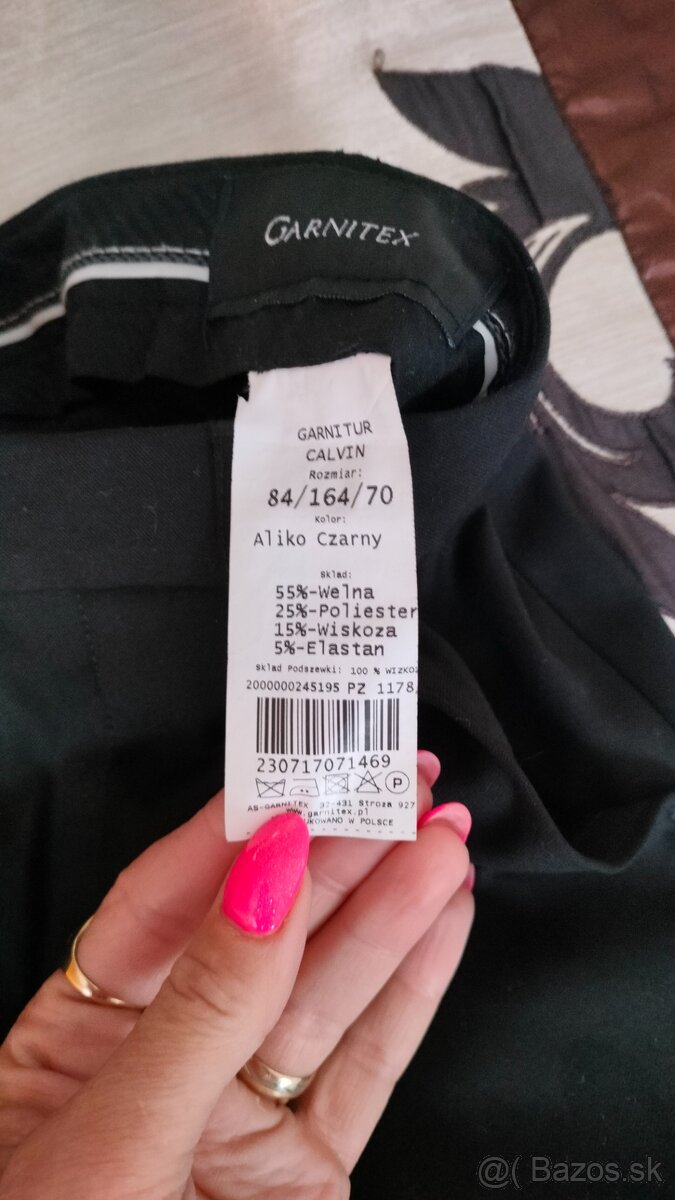 GARNITEX
GARNITUR
CALVIN
Rozmiar:
84/164/70
Kolor:
Aliko Czarny
Skład:
55%-Wełna
25%-Poliester
15%-Wiskoza
5%-Elastan
Skład Podszewki: 100 % WIZKOZ
2000000245195 PZ 1178,
230717071469
P
AS-GARNITEX 32-431 Stroza 927
www.garnitex.pl
UKOWANO W POLSCE
@( Bazos.sk